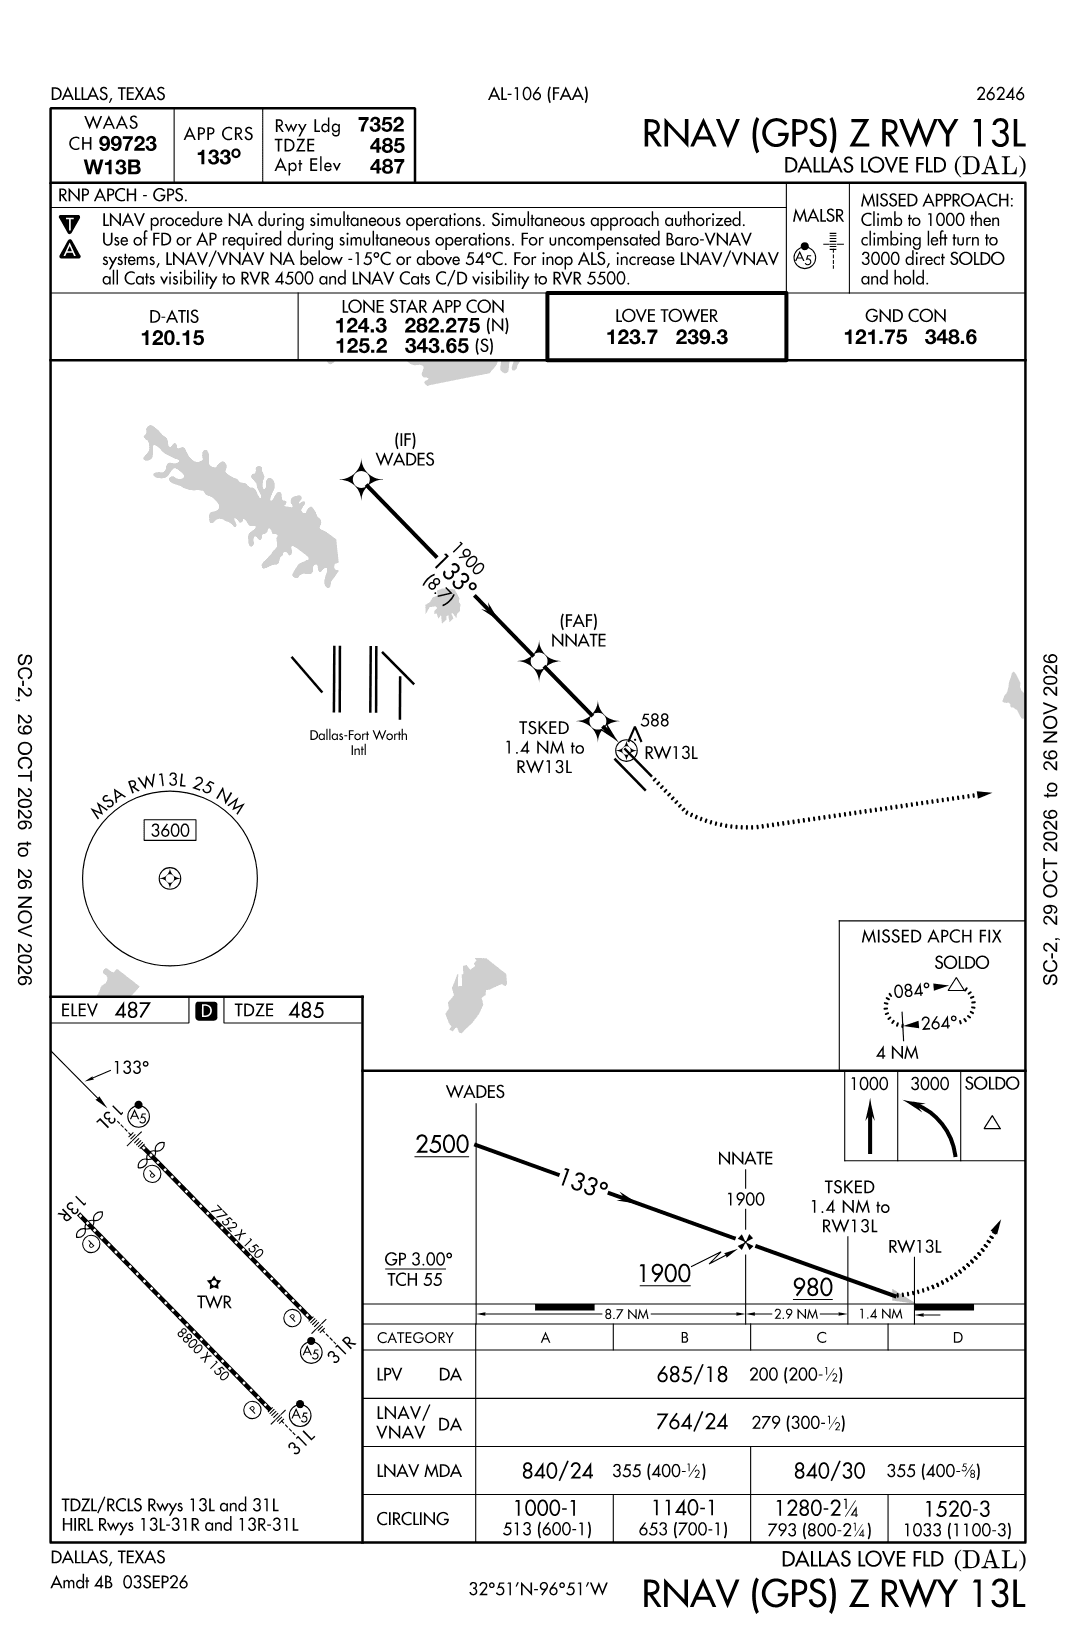 DALLAS, TEXAS
AL-106 (FAA)
26246
WAAS
CH 99723
W13B
APP CRS
133°
Rwy Ldg 7352
TDZE 485
Apt Elev 487
RNAV (GPS) Z RWY 13L
DALLAS LOVE FLD (DAL)
RNP APCH - GPS.
T
A
LNAV procedure NA during simultaneous operations. Simultaneous approach authorized.
Use of FD or AP required during simultaneous operations. For uncompensated Baro-VNAV
systems, LNAV/VNAV NA below -15°C or above 54°C. For inop ALS, increase LNAV/VNAV
all Cats visibility to RVR 4500 and LNAV Cats C/D visibility to RVR 5500.
MALSR
A5
MISSED APPROACH:
Climb to 1000 then
climbing left turn to
3000 direct SOLDO
and hold.
D-ATIS
120.15
LONE STAR APP CON
124.3 282.275 (N)
125.2 343.65 (S)
LOVE TOWER
123.7 239.3
GND CON
121.75 348.6
(IF)
WADES
1900
133°
(8.7)
(FAF)
NNATE
TSKED
1.4 NM to
RW13L
588
RW13L
Dallas-Fort Worth
Intl
MSA RW13L 25 NM
3600
SC-2, 29 OCT 2026 to 26 NOV 2026
SC-2, 29 OCT 2026 to 26 NOV 2026
MISSED APCH FIX
SOLDO
084°
264°
4 NM
ELEV 487
D
TDZE 485
133°
13L
A5
P
7752 X 150
13R
P
TWR
8800 X 150
P
A5
31R
P
A5
31L
TDZL/RCLS Rwys 13L and 31L
HIRL Rwys 13L-31R and 13R-31L
1000
3000
SOLDO
WADES
2500
133°
NNATE
1900
1900
TSKED
1.4 NM to
RW13L
RW13L
980
GP 3.00°
TCH 55
8.7 NM
2.9 NM
1.4 NM
CATEGORY A B C D
LPV DA 685/18 200 (200-½)
LNAV/
VNAV DA 764/24 279 (300-½)
LNAV MDA 840/24 355 (400-½) 840/30 355 (400-⅝)
CIRCLING 1000-1 1140-1 1280-2¼ 1520-3
513 (600-1) 653 (700-1) 793 (800-2¼) 1033 (1100-3)
DALLAS, TEXAS
Amdt 4B 03SEP26
32°51'N-96°51'W
DALLAS LOVE FLD (DAL)
RNAV (GPS) Z RWY 13L